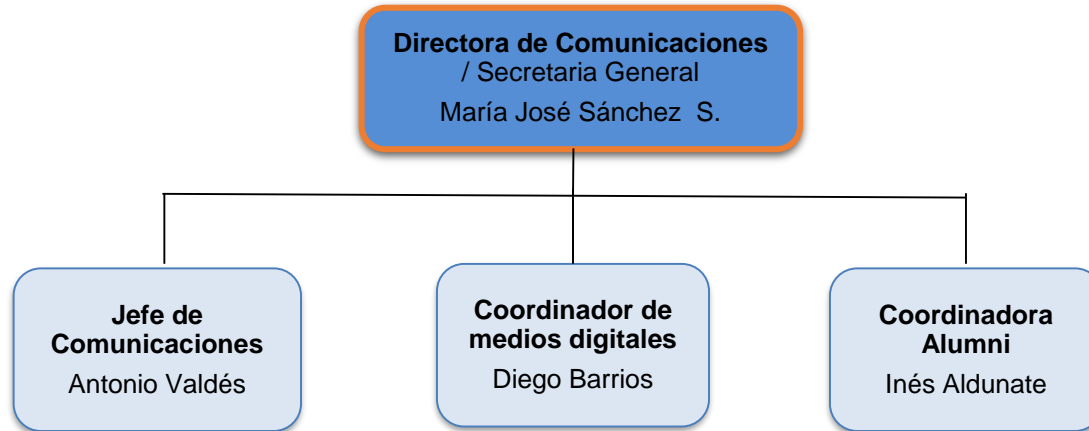 Directora de Comunicaciones
/ Secretaria General
María José Sánchez S.
Jefe de
Comunicaciones
Antonio Valdés
Coordinador de
medios digitales
Diego Barrios
Coordinadora
Alumni
Inés Aldunate